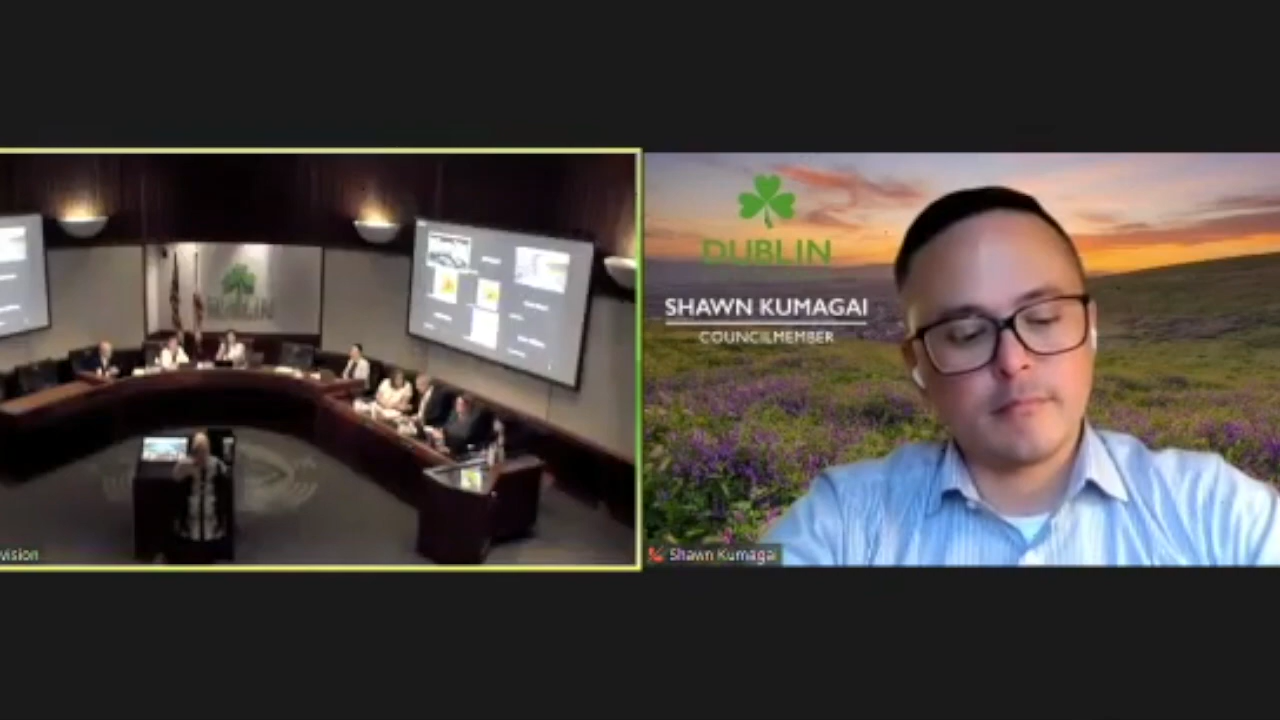 DUBLIN
vision
DUBLIN
SHAWN KUMAGAI
COUNCILMEMBER
Shawn Kumagai